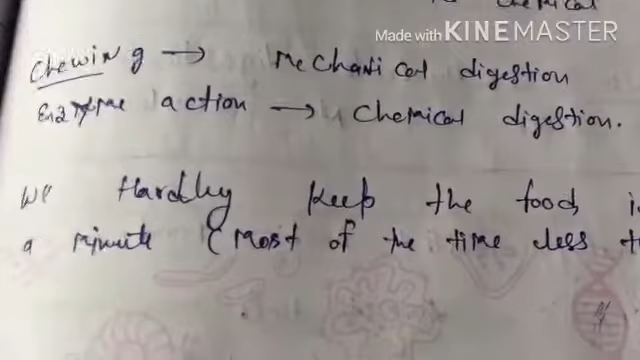 chemical
Made with KINEMASTER
Chewing → Mechanical digestion
Enzyme action → Chemical digestion.
We Hardly keep the food
a minute (most of the time less